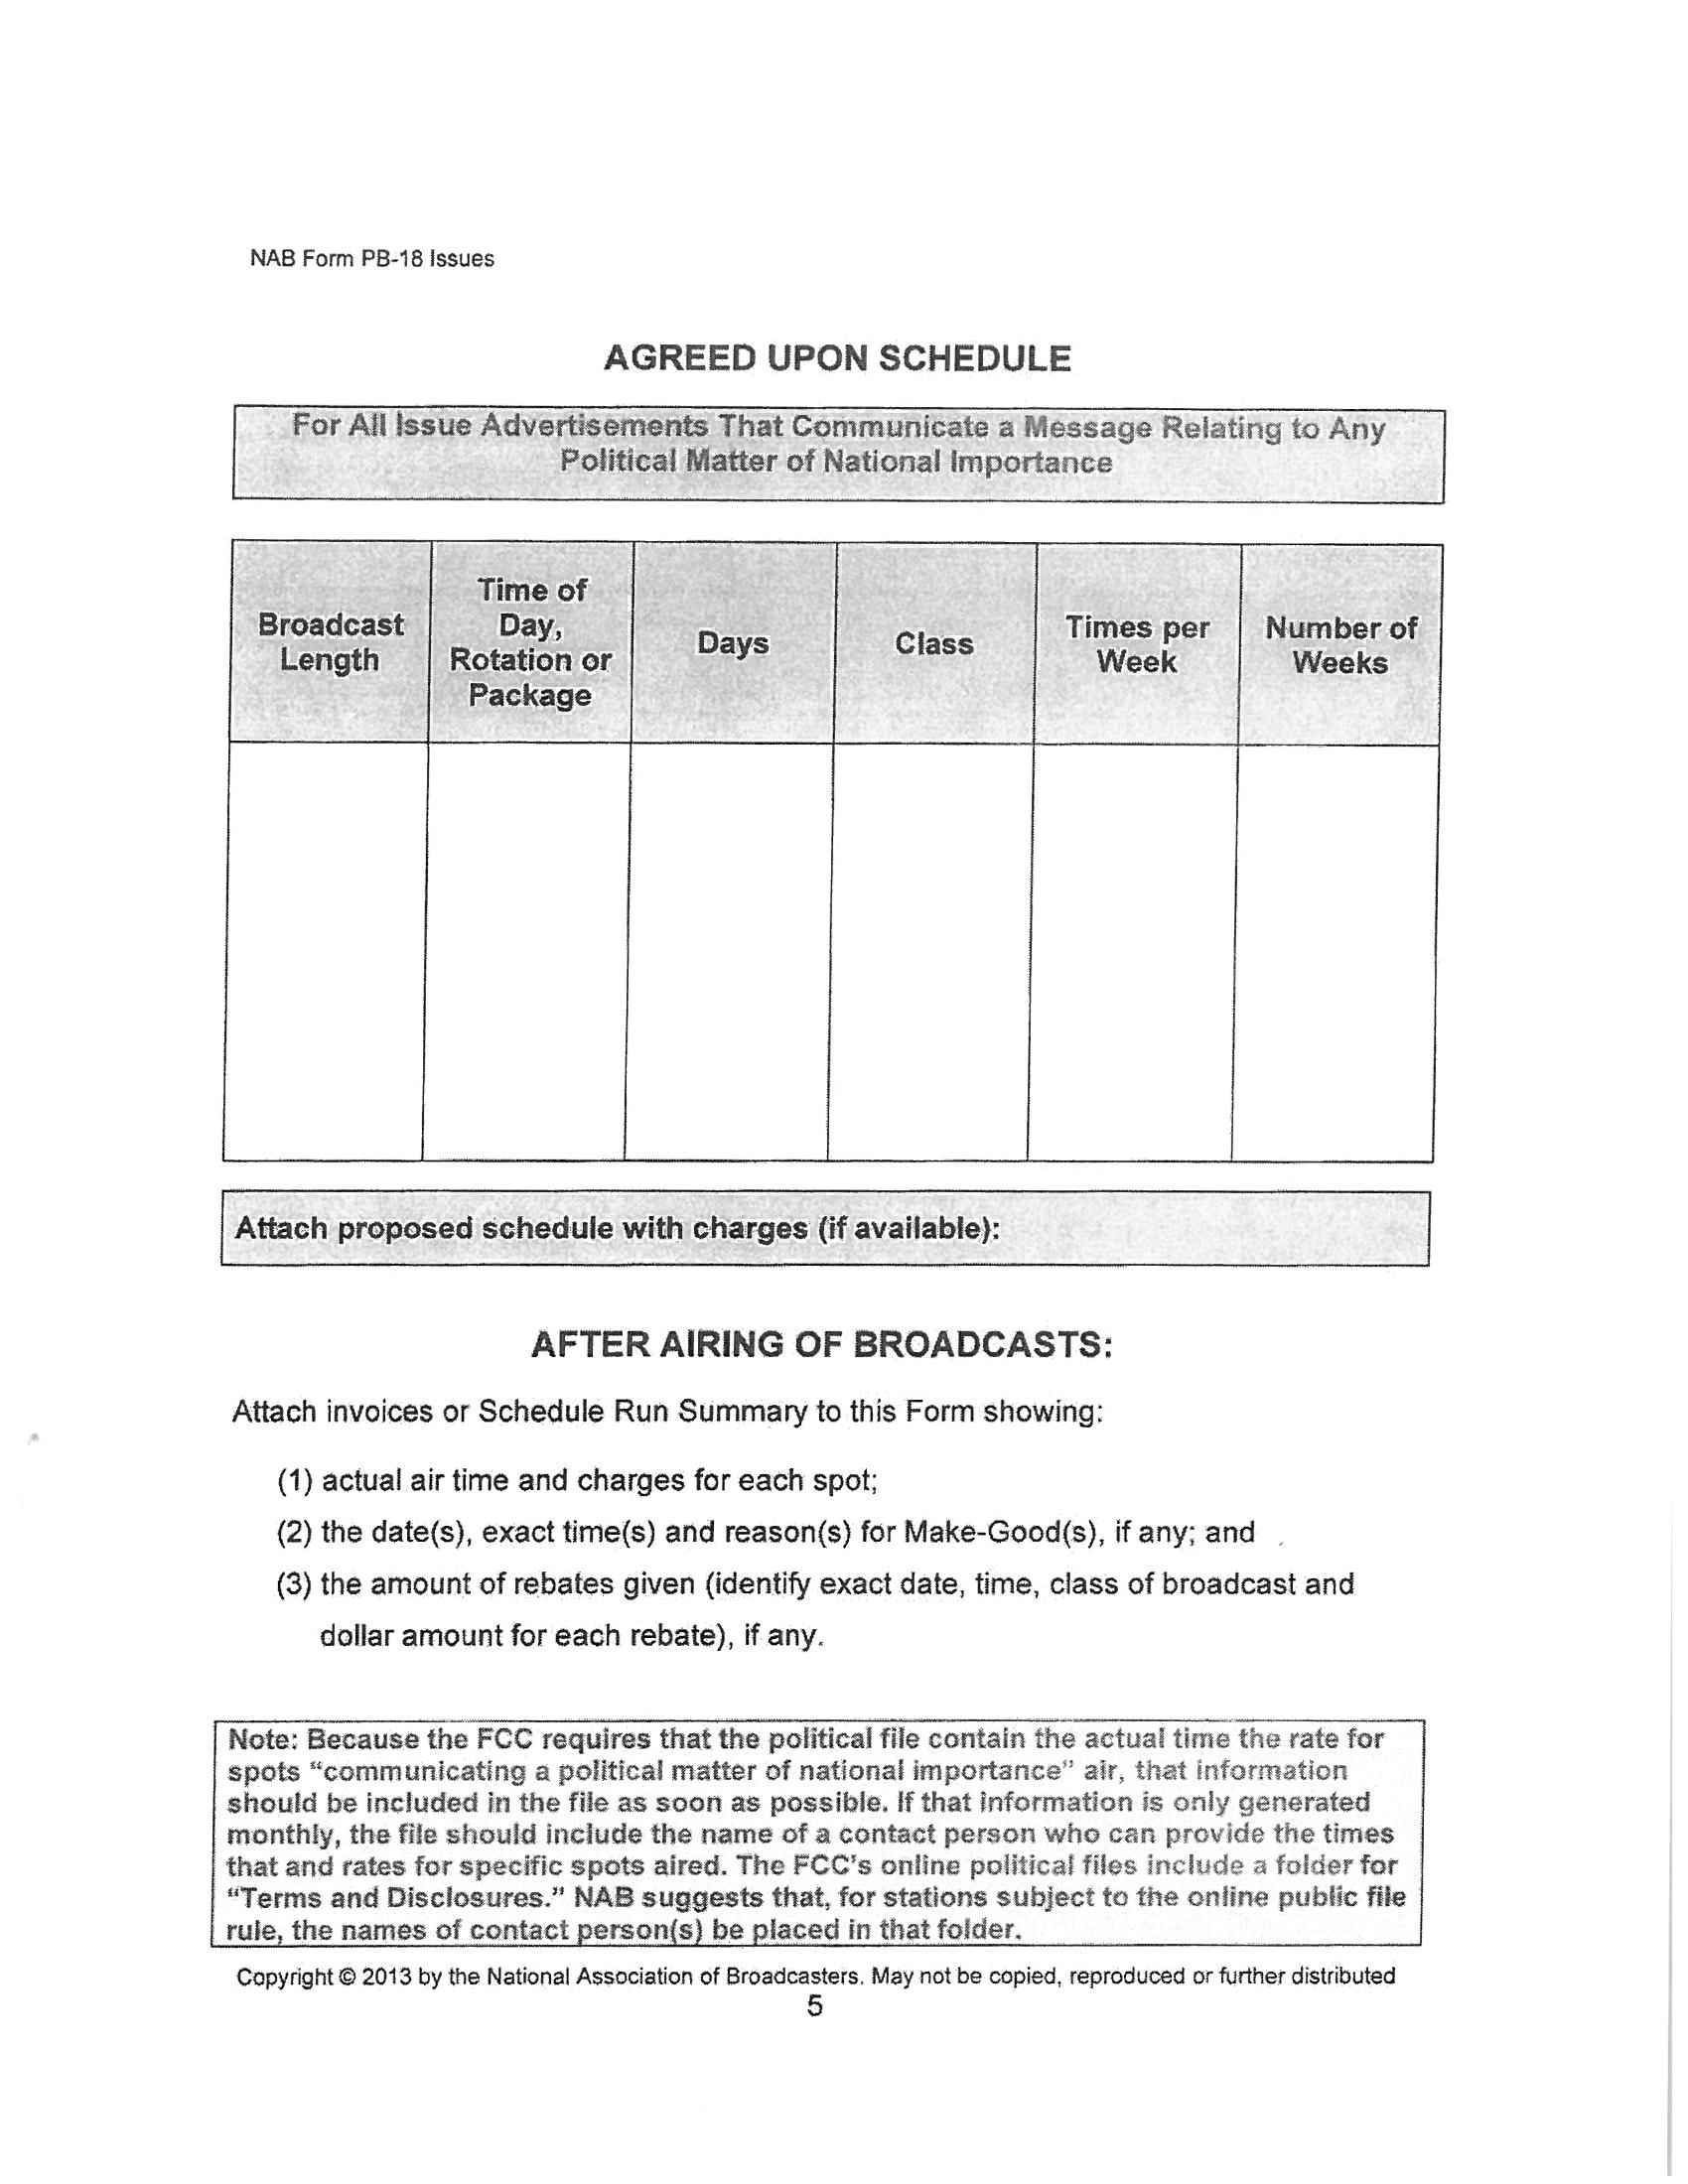 NAB Form PB-18 Issues
AGREED UPON SCHEDULE
For All Issue Advertisements That Communicate a Message Relating to Any
Political Matter of National Importance
Broadcast
Length
Time of
Day,
Rotation or
Package
Days
Class
Times per
Week
Number of
Weeks
Attach proposed schedule with charges (if available):
AFTER AIRING OF BROADCASTS:
Attach invoices or Schedule Run Summary to this Form showing:
(1) actual air time and charges for each spot;
(2) the date(s), exact time(s) and reason(s) for Make-Good(s), if any; and
(3) the amount of rebates given (identify exact date, time, class of broadcast and
dollar amount for each rebate), if any.
Note: Because the FCC requires that the political file contain the actual time the rate for
spots “communicating a political matter of national importance” air, that information
should be included in the file as soon as possible. If that information is only generated
monthly, the file should include the name of a contact person who can provide the times
that and rates for specific spots aired. The FCC's online political files include a folder for
“Terms and Disclosures.” NAB suggests that, for stations subject to the online public file
rule, the names of contact person(s) be placed in that folder.
Copyright © 2013 by the National Association of Broadcasters. May not be copied, reproduced or further distributed
5